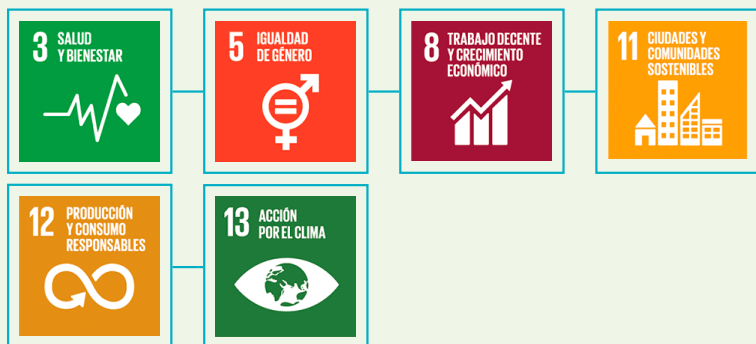 3 SALUD
Y BIENESTAR
5 IGUALDAD
DE GÉNERO
8 TRABAJO DECENTE
Y CRECIMIENTO
ECONÓMICO
11 CIUDADES Y
COMUNIDADES
SOSTENIBLES
12 PRODUCCIÓN
Y CONSUMO
RESPONSABLES
13 ACCIÓN
POR EL CLIMA